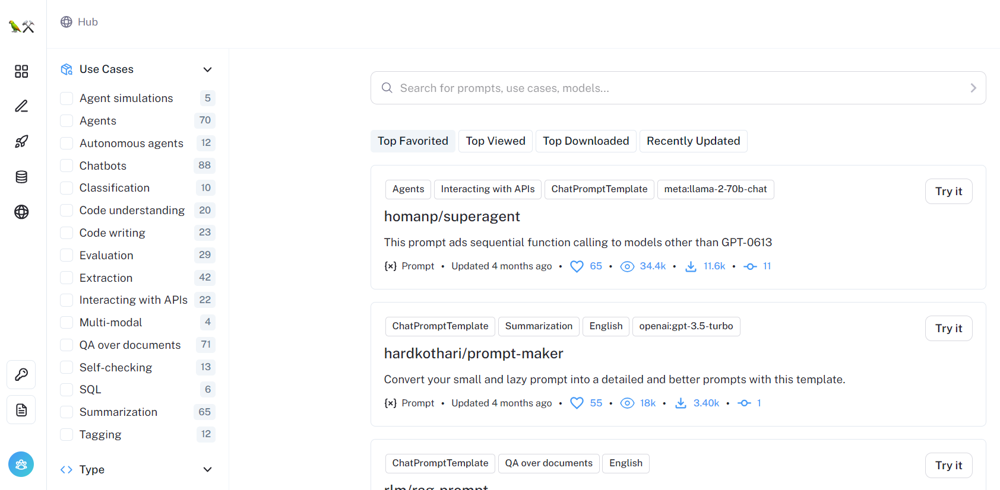 Hub
Use Cases
Agent simulations 5
Agents 70
Autonomous agents 12
Chatbots 88
Classification 10
Code understanding 20
Code writing 23
Evaluation 29
Extraction 42
Interacting with APIs 22
Multi-modal 4
QA over documents 71
Self-checking 13
SQL 6
Summarization 65
Tagging 12
Type
Search for prompts, use cases, models...
Top Favorited Top Viewed Top Downloaded Recently Updated
Agents Interacting with APIs ChatPromptTemplate meta:llama-2-70b-chat Try it
homanp/superagent
This prompt ads sequential function calling to models other than GPT-0613
{x} Prompt • Updated 4 months ago • 65 • 34.4k • 11.6k • 11
ChatPromptTemplate Summarization English openai:gpt-3.5-turbo Try it
hardkothari/prompt-maker
Convert your small and lazy prompt into a detailed and better prompts with this template.
{x} Prompt • Updated 4 months ago • 55 • 18k • 3.40k • 1
ChatPromptTemplate QA over documents English Try it
rlm/rag-prompt